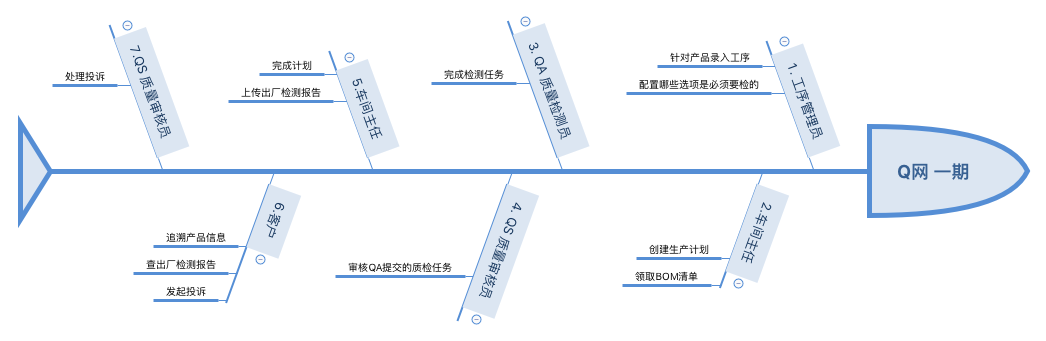 7.QS 质量审核员
处理投诉
5.车间主任
完成计划
上传出厂检测报告
3. QA 质量检测员
完成检测任务
1. 工序管理员
针对产品录入工序
配置哪些选项是必须要检的
Q网 一期
6.客户
追溯产品信息
查出厂检测报告
发起投诉
4. QS 质量审核员
审核QA提交的质检任务
2.车间主任
创建生产计划
领取BOM清单